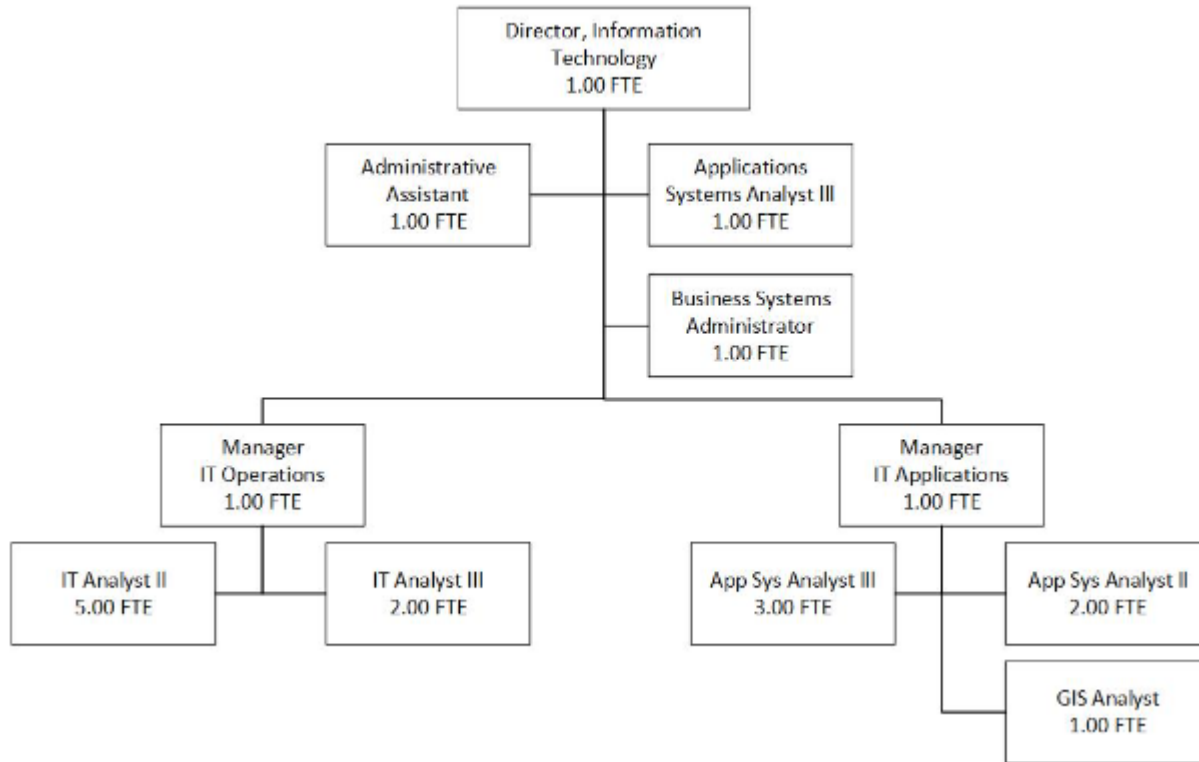 Director, Information
Technology
1.00 FTE
Administrative
Assistant
1.00 FTE
Applications
Systems Analyst III
1.00 FTE
Business Systems
Administrator
1.00 FTE
Manager
IT Operations
1.00 FTE
Manager
IT Applications
1.00 FTE
IT Analyst II
5.00 FTE
IT Analyst III
2.00 FTE
App Sys Analyst III
3.00 FTE
App Sys Analyst II
2.00 FTE
GIS Analyst
1.00 FTE